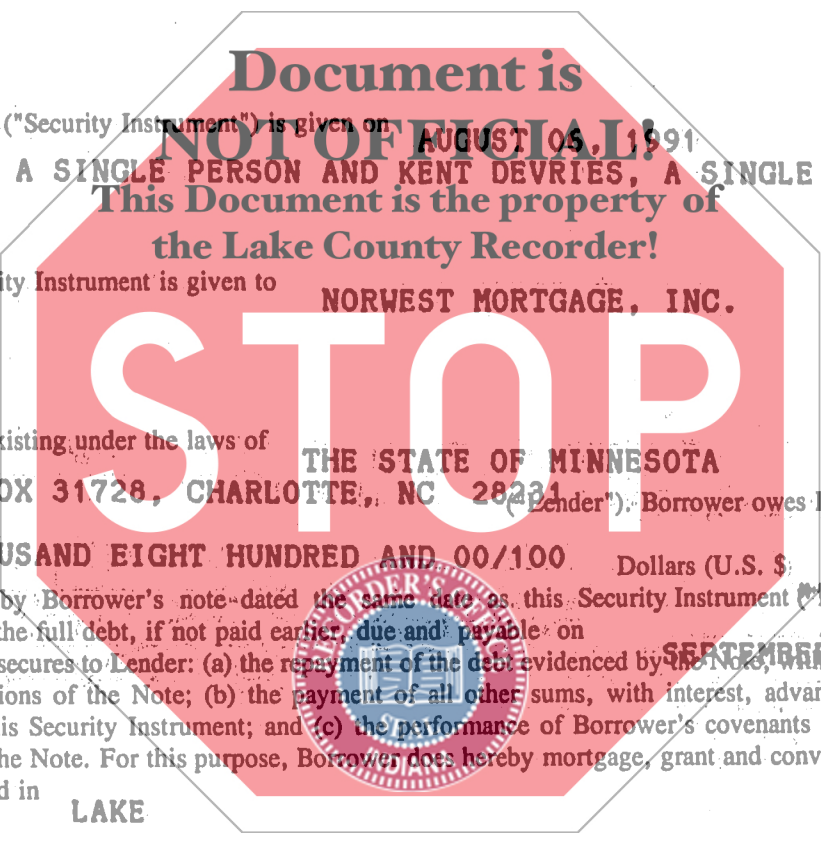 Document is
("Security Instrument") is given on AUGUST 05, 1991
NOT OFFICIAL!
A SINGLE PERSON AND KENT DEVRIES, A SINGLE
This Document is the property of
the Lake County Recorder!
ity Instrument is given to
NORWEST MORTGAGE, INC.
STOP
xisting under the laws of
THE STATE OF MINNESOTA
OX 31728, CHARLOTTE, NC 28231 ("Lender"). Borrower owes
USAND EIGHT HUNDRED AND 00/100 Dollars (U.S. $
by Borrower's note dated the same date as this Security Instrument
the full debt, if not paid earlier, due and payable on
SEPTEMBER
secures to Lender: (a) the repayment of the debt evidenced by the Note,
ions of the Note; (b) the payment of all other sums, with interest, advan
is Security Instrument; and (c) the performance of Borrower's covenants
he Note. For this purpose, Borrower does hereby mortgage, grant and conv
d in
LAKE